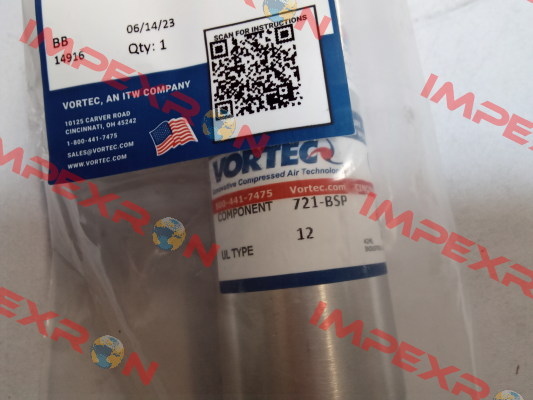 BB
06/14/23
14916
Qty: 1
SCAN FOR INSTRUCTIONS
VORTEC, AN ITW COMPANY
10125 CARVER ROAD
CINCINNATI, OH 45242
1-800-441-7475
SALES@VORTEC.COM
WWW.VORTEC.COM
VORTEC
Compressed Air
800-441-7475 Vortec.com
COMPONENT 721-BSP
UL TYPE 12
IMPEXRON
IMPEXRON
IMPEXRON
IMPEXRON